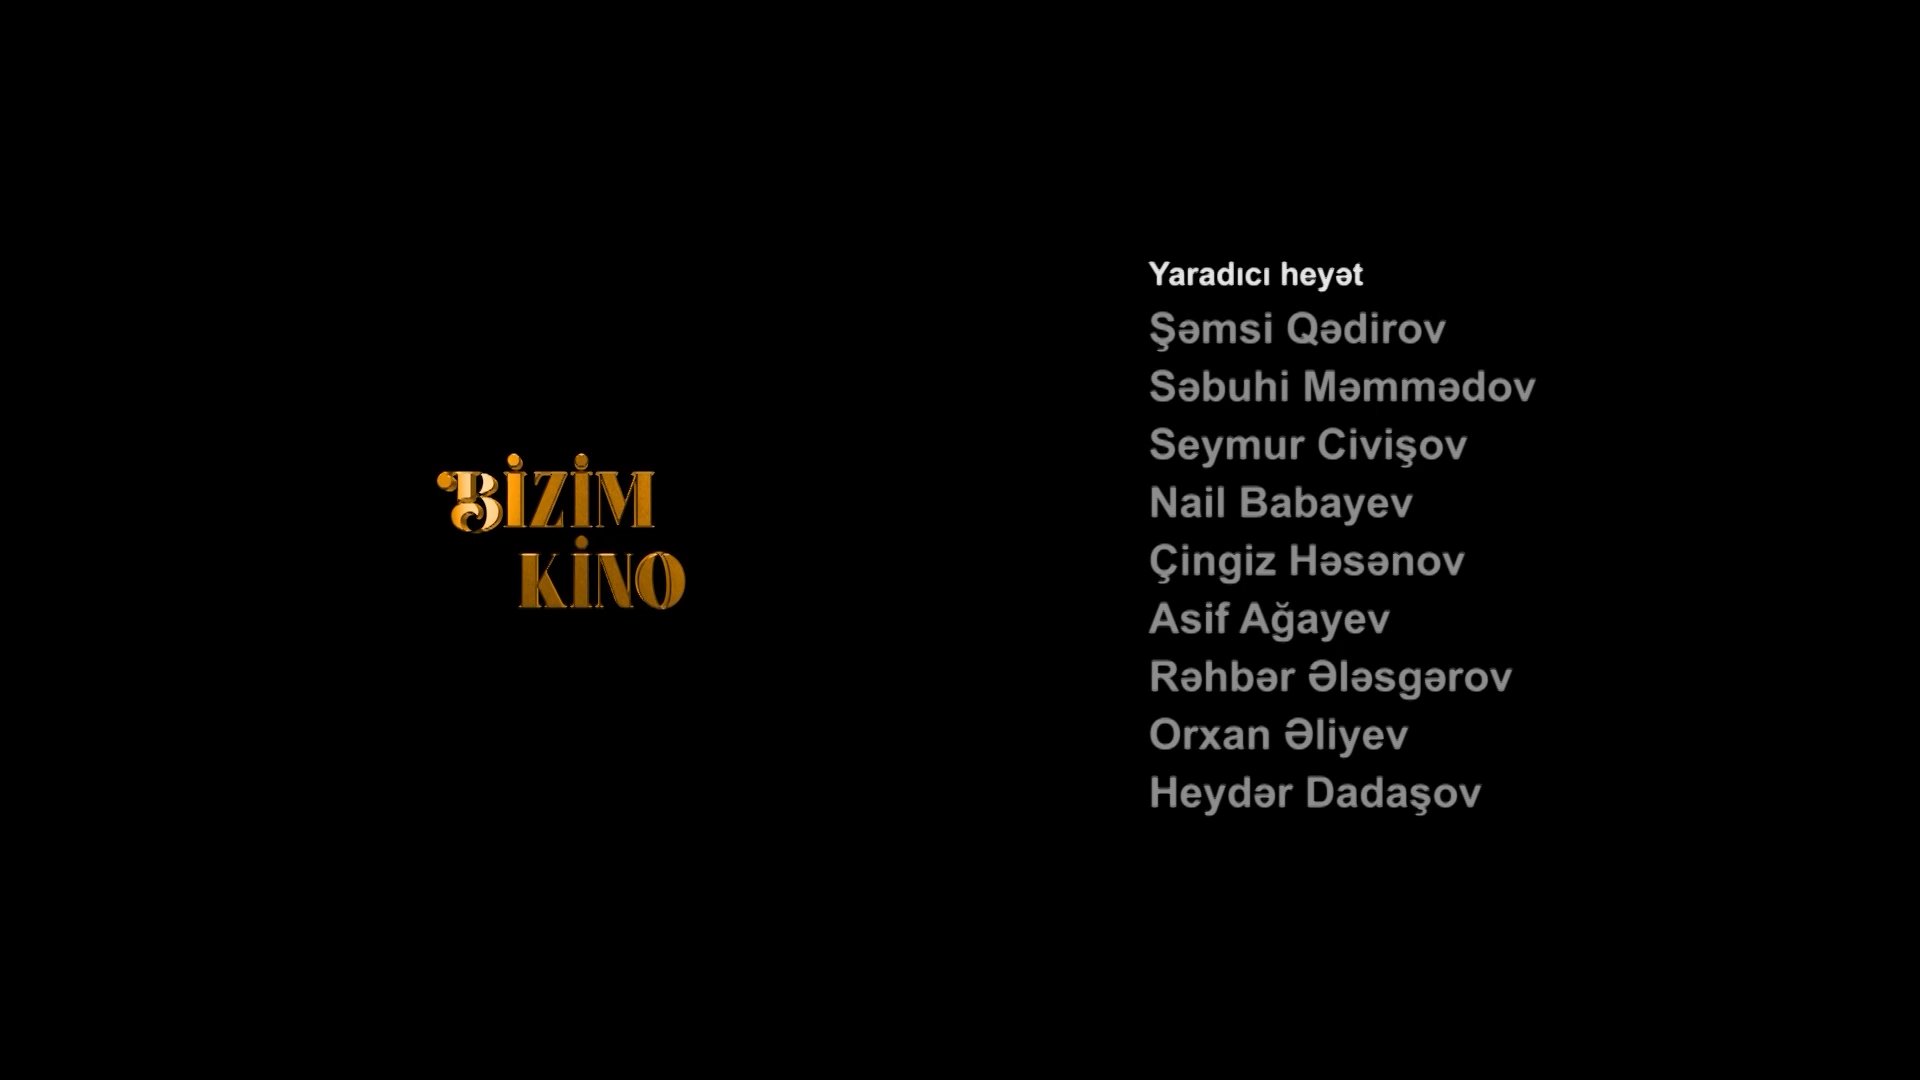 BİZİM
KİNO
Yaradıcı heyət
Şəmsi Qədirov
Səbuhi Məmmədov
Seymur Civişov
Nail Babayev
Çingiz Həsənov
Asif Ağayev
Rəhbər Ələsgərov
Orxan Əliyev
Heydər Dadaşov